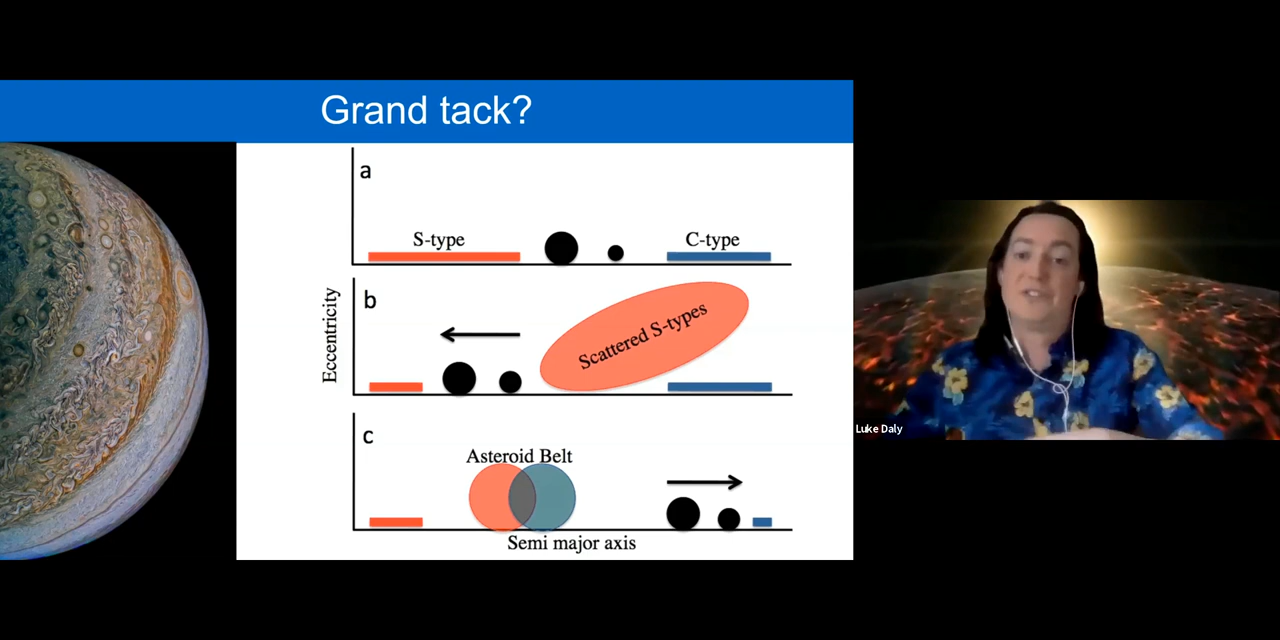 Grand tack?
a
S-type
C-type
Eccentricity
b
Scattered S-types
c
Asteroid Belt
Semi major axis
Luke Daly